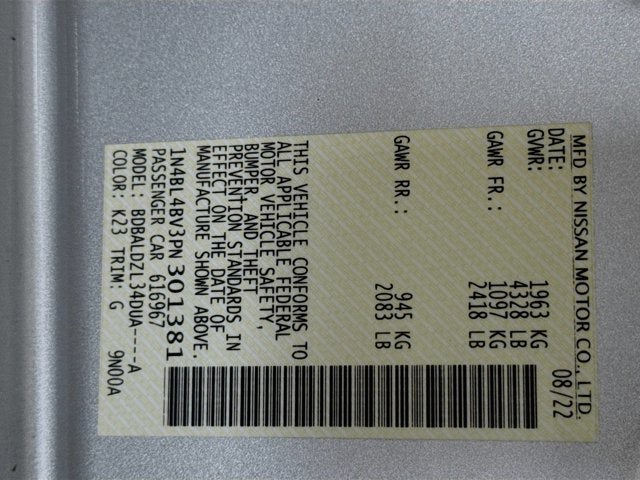 MFD BY NISSAN MOTOR CO., LTD.
DATE: 08/22
GVWR: 1963 KG
4328 LB
GAWR FR.: 1097 KG
2418 LB
GAWR RR.: 945 KG
2083 LB
THIS VEHICLE CONFORMS TO
ALL APPLICABLE FEDERAL
MOTOR VEHICLE SAFETY,
BUMPER, AND THEFT
PREVENTION STANDARDS IN
EFFECT ON THE DATE OF
MANUFACTURE SHOWN ABOVE.
1N4BL4BV3PN301381
PASSENGER CAR 616967
MODEL: BDBALDZL34DUA----A
COLOR: K23 TRIM: G 9N00A